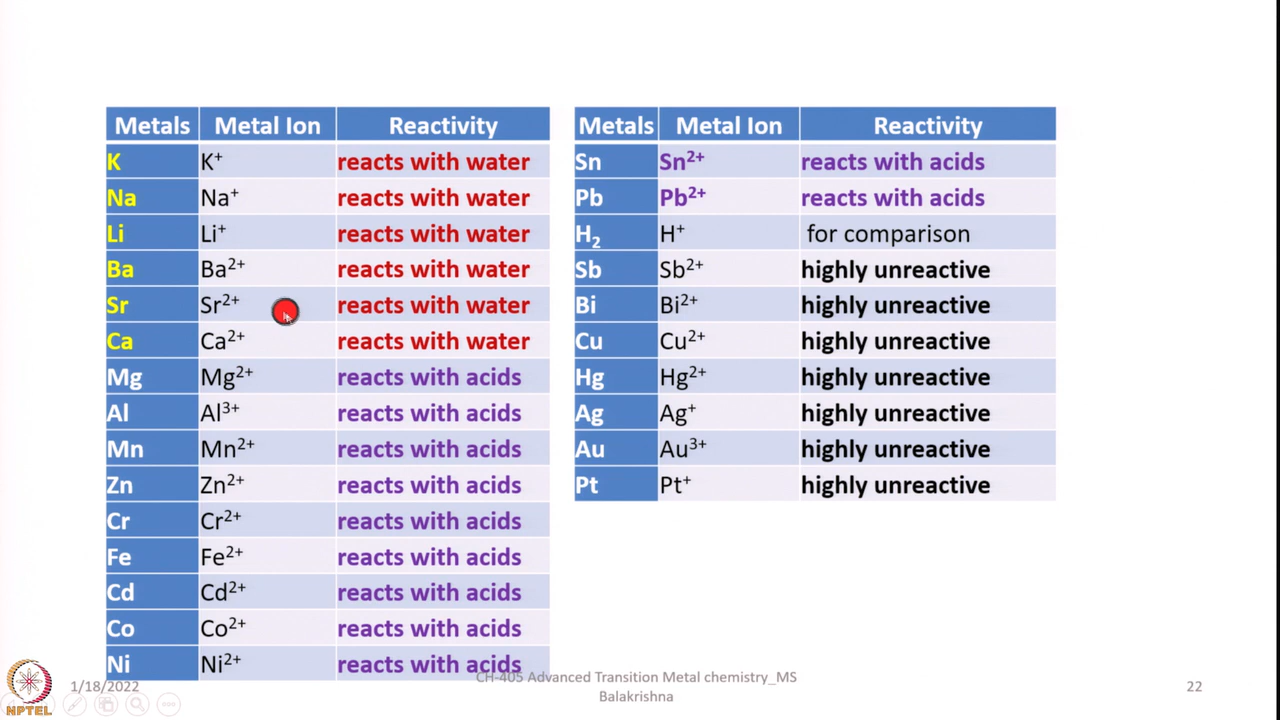 Metals Metal Ion Reactivity
K K⁺ reacts with water
Na Na⁺ reacts with water
Li Li⁺ reacts with water
Ba Ba²⁺ reacts with water
Sr Sr²⁺ reacts with water
Ca Ca²⁺ reacts with water
Mg Mg²⁺ reacts with acids
Al Al³⁺ reacts with acids
Mn Mn²⁺ reacts with acids
Zn Zn²⁺ reacts with acids
Cr Cr²⁺ reacts with acids
Fe Fe²⁺ reacts with acids
Cd Cd²⁺ reacts with acids
Co Co²⁺ reacts with acids
Ni Ni²⁺ reacts with acids
Metals Metal Ion Reactivity
Sn Sn²⁺ reacts with acids
Pb Pb²⁺ reacts with acids
H₂ H⁺ for comparison
Sb Sb²⁺ highly unreactive
Bi Bi²⁺ highly unreactive
Cu Cu²⁺ highly unreactive
Hg Hg²⁺ highly unreactive
Ag Ag⁺ highly unreactive
Au Au³⁺ highly unreactive
Pt Pt⁺ highly unreactive
1/18/2022
CH-405 Advanced Transition Metal chemistry_MS
Balakrishna
22
NPTEL